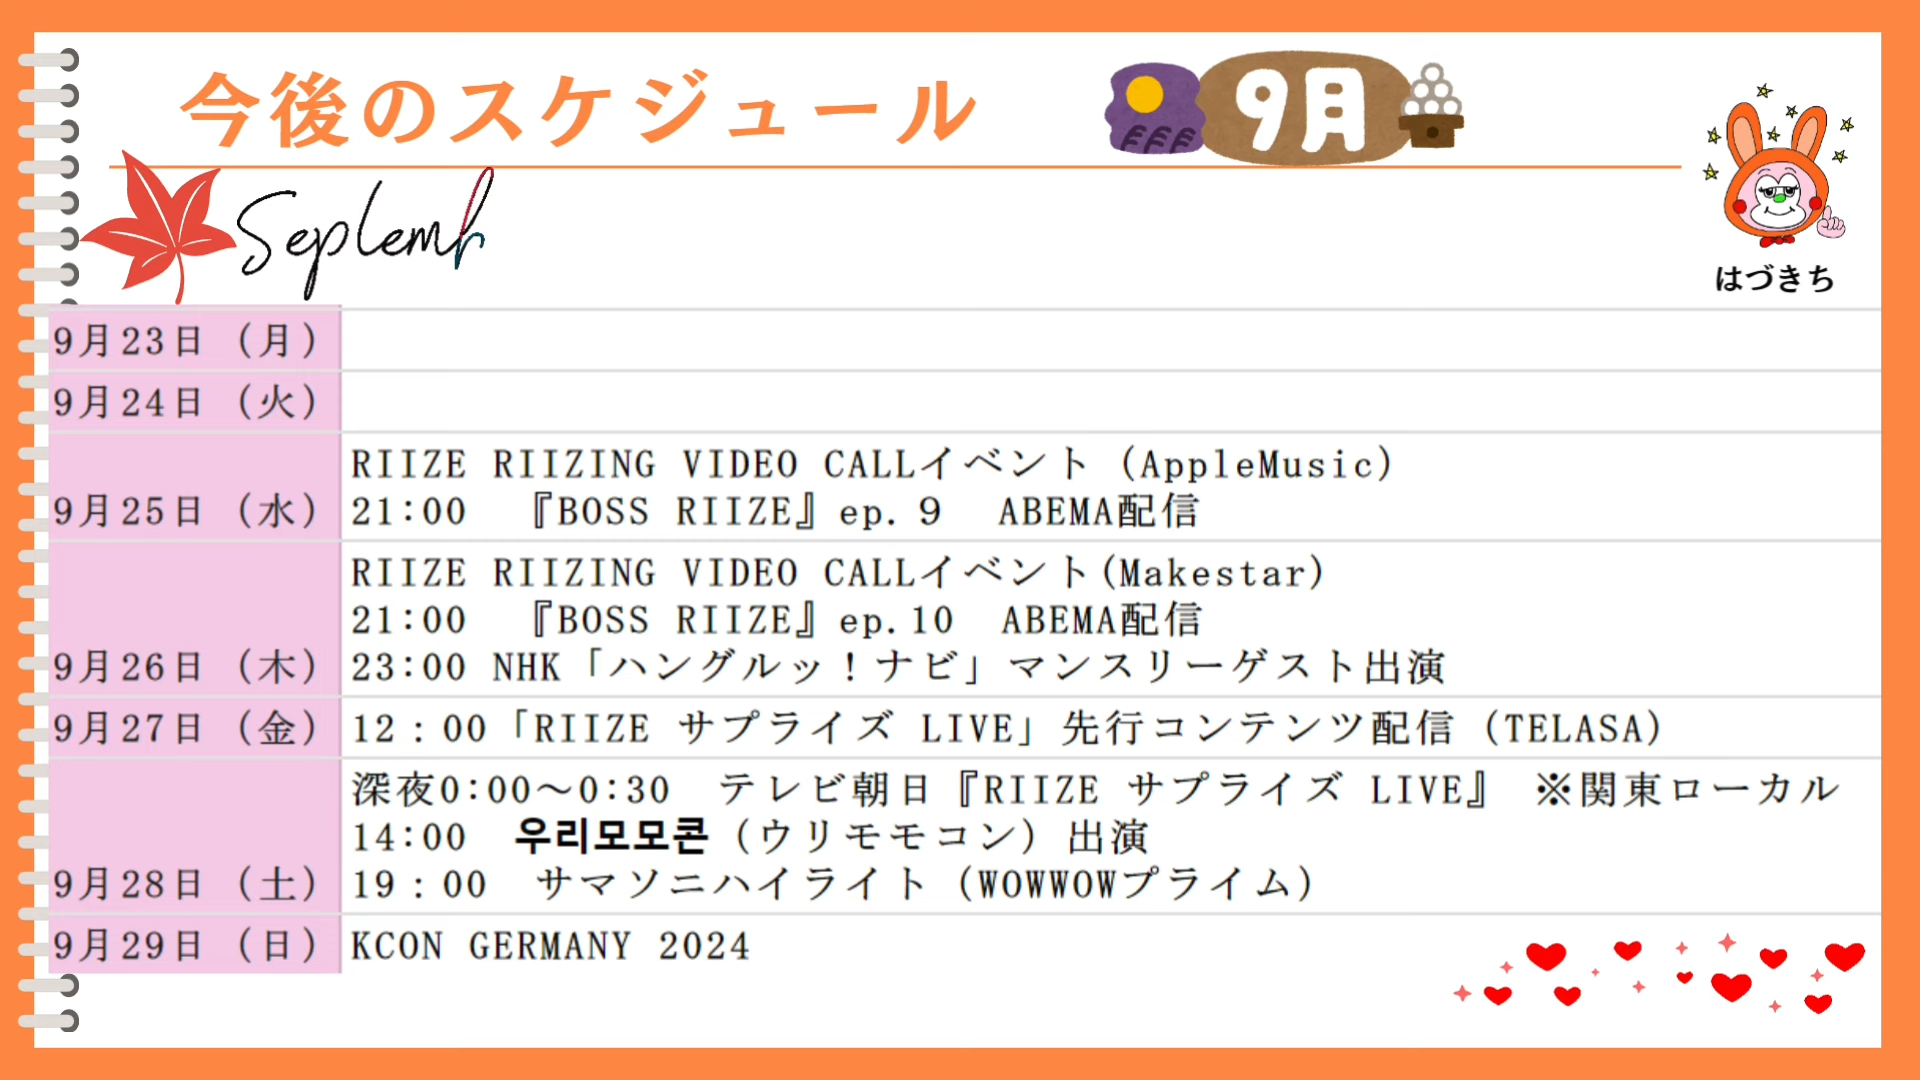 今後のスケジュール
9月
Septemb
はづきち
9月23日（月）
9月24日（火）
RIIZE RIIZING VIDEO CALLイベント（AppleMusic）
9月25日（水） 21:00　『BOSS RIIZE』ep.９　ABEMA配信
RIIZE RIIZING VIDEO CALLイベント(Makestar)
21:00　『BOSS RIIZE』ep.10　ABEMA配信
9月26日（木） 23:00 NHK「ハングルッ！ナビ」マンスリーゲスト出演
9月27日（金） 12：00「RIIZE サプライズ LIVE」先行コンテンツ配信（TELASA）
深夜0:00～0:30　テレビ朝日『RIIZE サプライズ LIVE』　※関東ローカル
14:00　우리모모콘（ウリモモコン）出演
9月28日（土） 19：00　サマソニハイライト（WOWWOWプライム）
9月29日（日） KCON GERMANY 2024